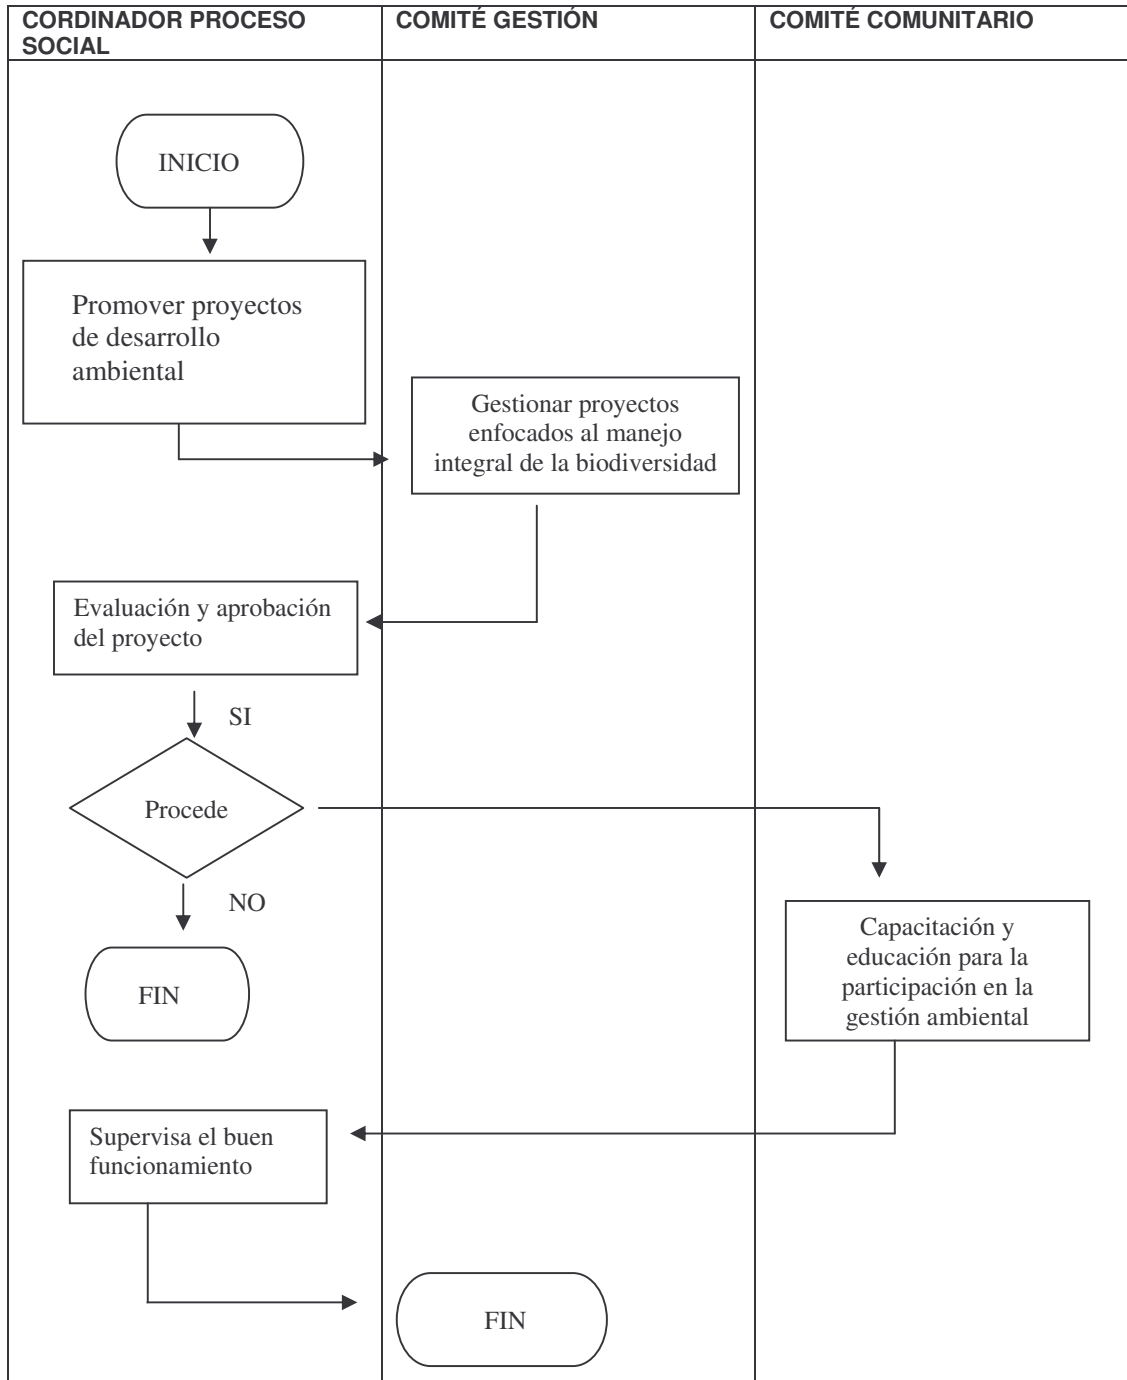 CORDINADOR PROCESO
SOCIAL
COMITÉ GESTIÓN
COMITÉ COMUNITARIO
INICIO
Promover proyectos
de desarrollo
ambiental
Gestionar proyectos
enfocados al manejo
integral de la biodiversidad
Evaluación y aprobación
del proyecto
SI
Procede
NO
FIN
Capacitación y
educación para la
participación en la
gestión ambiental
Supervisa el buen
funcionamiento
FIN